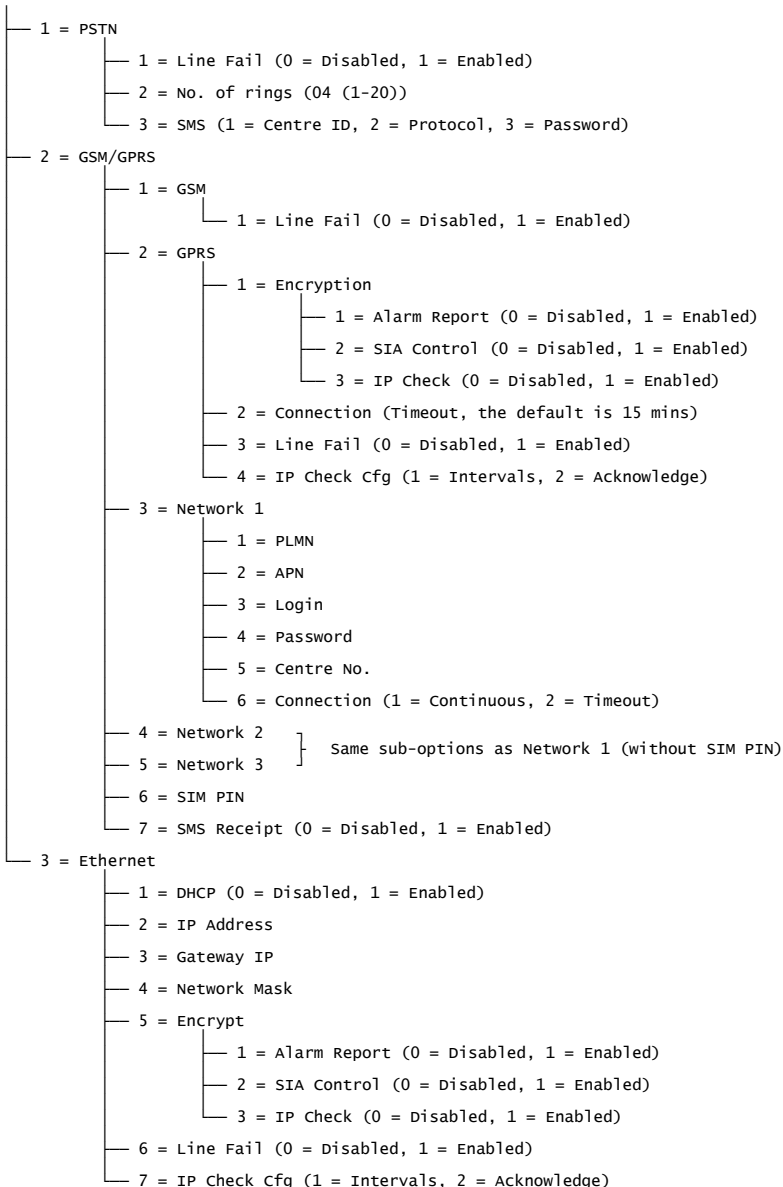 1 = PSTN
1 = Line Fail (0 = Disabled, 1 = Enabled)
2 = No. of rings (04 (1-20))
3 = SMS (1 = Centre ID, 2 = Protocol, 3 = Password)
2 = GSM/GPRS
1 = GSM
1 = Line Fail (0 = Disabled, 1 = Enabled)
2 = GPRS
1 = Encryption
1 = Alarm Report (0 = Disabled, 1 = Enabled)
2 = SIA Control (0 = Disabled, 1 = Enabled)
3 = IP Check (0 = Disabled, 1 = Enabled)
2 = Connection (Timeout, the default is 15 mins)
3 = Line Fail (0 = Disabled, 1 = Enabled)
4 = IP Check Cfg (1 = Intervals, 2 = Acknowledge)
3 = Network 1
1 = PLMN
2 = APN
3 = Login
4 = Password
5 = Centre No.
6 = Connection (1 = Continuous, 2 = Timeout)
4 = Network 2
Same sub-options as Network 1 (without SIM PIN)
5 = Network 3
6 = SIM PIN
7 = SMS Receipt (0 = Disabled, 1 = Enabled)
3 = Ethernet
1 = DHCP (0 = Disabled, 1 = Enabled)
2 = IP Address
3 = Gateway IP
4 = Network Mask
5 = Encrypt
1 = Alarm Report (0 = Disabled, 1 = Enabled)
2 = SIA Control (0 = Disabled, 1 = Enabled)
3 = IP Check (0 = Disabled, 1 = Enabled)
6 = Line Fail (0 = Disabled, 1 = Enabled)
7 = IP Check Cfg (1 = Intervals, 2 = Acknowledge)